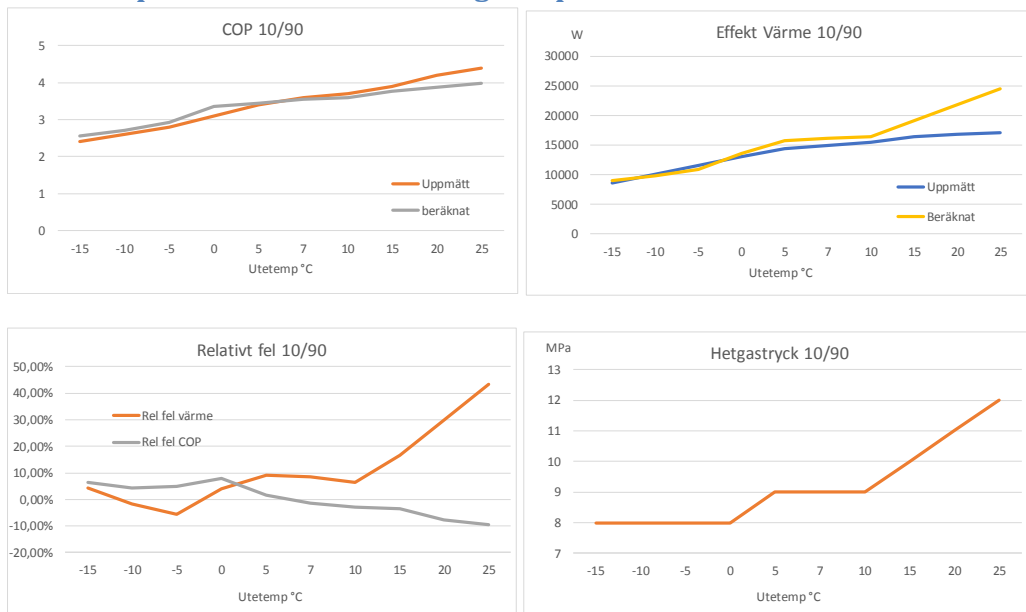 COP 10/90
5
4
3
2
1
0
Uppmätt
beräknat
-15 -10 -5 0 5 7 10 15 20 25
Utetemp °C
Effekt Värme 10/90
W
30000
25000
20000
15000
10000
5000
0
Uppmätt
Beräknat
-15 -10 -5 0 5 7 10 15 20 25
Utetemp °C
Relativt fel 10/90
50,00%
40,00%
30,00%
20,00%
10,00%
0,00%
-10,00%
-20,00%
Rel fel värme
Rel fel COP
-15 -10 -5 0 5 7 10 15 20 25
Utetemp °C
Hetgastryck 10/90
MPa
13
12
11
10
9
8
7
-15 -10 -5 0 5 7 10 15 20 25
Utetemp °C